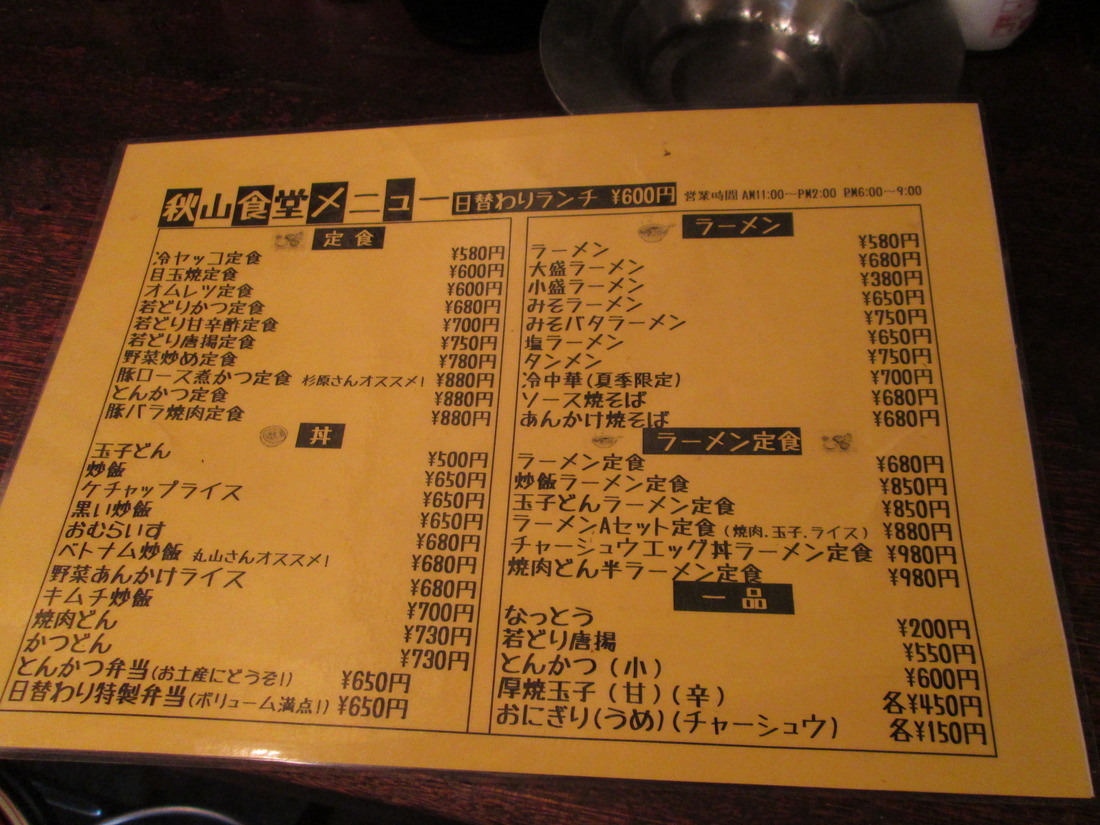 秋山食堂メニュー 日替わりランチ ¥600円 営業時間 AM11:00〜PM2:00 P.M6:00〜9:00
定食
冷ヤッコ定食 ¥580円
目玉焼定食 ¥600円
オムレツ定食 ¥600円
若どりかつ定食 ¥680円
若どり甘辛酢定食 ¥700円
若どり唐揚定食 ¥750円
野菜炒め定食 ¥780円
豚ロース煮かつ定食 杉原さんオススメ! ¥880円
とんかつ定食 ¥880円
豚バラ焼肉定食 ¥880円
丼
玉子どん ¥500円
炒飯 ¥650円
ケチャップライス ¥650円
黒い炒飯 ¥650円
おむらいす ¥680円
ベトナム炒飯 丸山さんオススメ! ¥680円
野菜あんかけライス ¥680円
キムチ炒飯 ¥700円
焼肉どん ¥730円
かつどん ¥730円
とんかつ弁当(お土産にどうぞ!) ¥650円
日替わり特製弁当(ボリューム満点!) ¥650円
ラーメン
ラーメン ¥580円
大盛ラーメン ¥680円
小盛ラーメン ¥380円
みそラーメン ¥650円
みそバタラーメン ¥750円
塩ラーメン ¥650円
タンメン ¥750円
冷中華(夏季限定) ¥700円
ソース焼そば ¥680円
あんかけ焼そば ¥680円
ラーメン定食
ラーメン定食 ¥680円
炒飯ラーメン定食 ¥850円
玉子どんラーメン定食 ¥850円
ラーメンAセット定食(焼肉.玉子.ライス) ¥880円
チャーシュウエッグ丼ラーメン定食 ¥980円
焼肉どん半ラーメン定食 ¥980円
一品
なっとう ¥200円
若どり唐揚 ¥550円
とんかつ(小) ¥600円
厚焼玉子(甘)(辛) 各¥450円
おにぎり(うめ)(チャーシュウ) 各¥150円